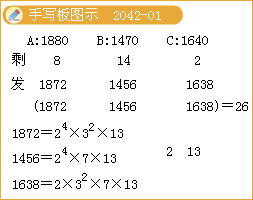 手写板图示 2042-01
A:1880 B:1470 C:1640
剩 8 14 2
发 1872 1456 1638
(1872 1456 1638)=26
1872=2⁴×3²×13
1456=2⁴×7×13 2 13
1638=2×3²×7×13